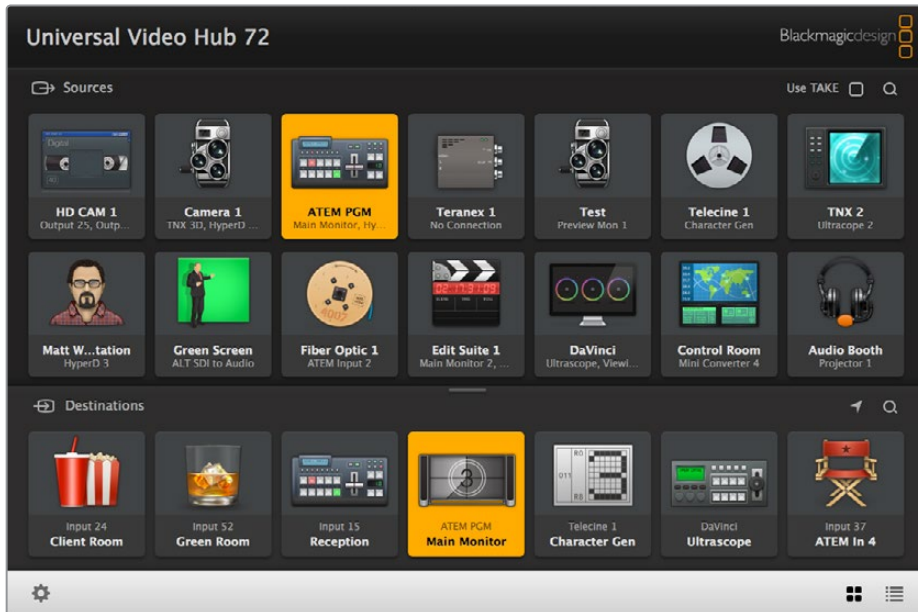 Universal Video Hub 72
Blackmagicdesign
Sources
Use TAKE
HD CAM 1
Output 25, Outp...
Camera 1
TNX 3D, HyperD ...
ATEM PGM
Main Monitor, Hy...
Teranex 1
No Connection
Test
Preview Mon 1
Telecine 1
Character Gen
TNX 2
Ultracope 2
Digital
Matt W...tation
HyperD 3
Green Screen
ALT SDI to Audio
4002
Fiber Optic 1
ATEM Input 2
Edit Suite 1
Main Monitor 2, ...
DaVinci
Ultrascope, Viewi...
Control Room
Mini Converter 4
Audio Booth
Projector 1
Destinations
Input 24
Client Room
Input 52
Green Room
Input 15
Reception
3
ATEM PGM
Main Monitor
Telecine 1
Character Gen
DaVinci
Ultrascope
Input 37
ATEM In 4